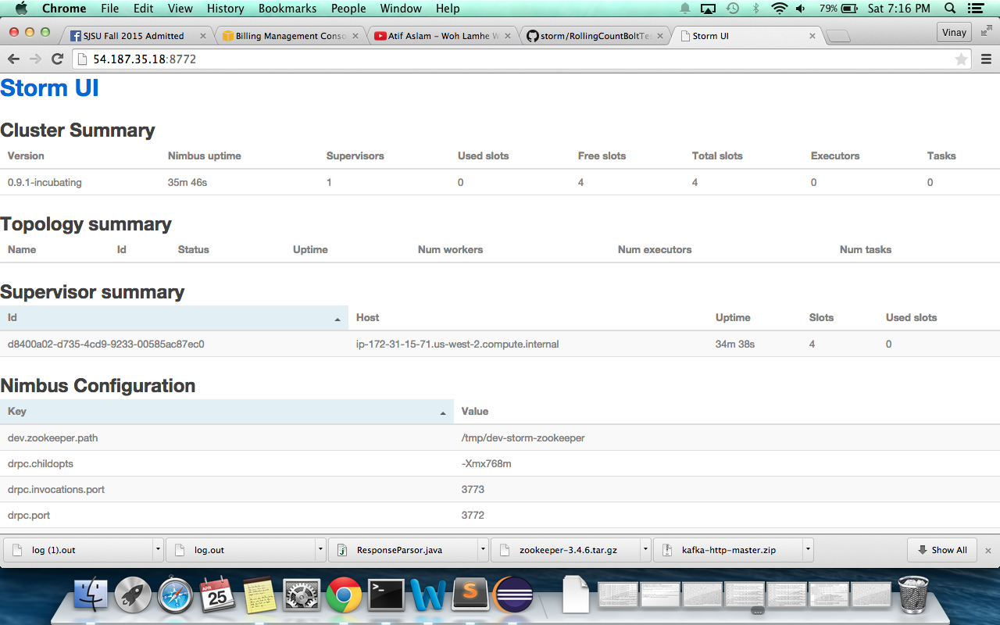 Chrome File Edit View History Bookmarks People Window Help 79% Sat 7:16 PM
SJSU Fall 2015 Admitted Billing Management Conso Atif Aslam - Woh Lamhe W storm/RollingCountBoltTes Storm UI Vinay
54.187.35.18:8772
Storm UI
Cluster Summary
Version Nimbus uptime Supervisors Used slots Free slots Total slots Executors Tasks
0.9.1-incubating 35m 46s 1 0 4 4 0 0
Topology summary
Name Id Status Uptime Num workers Num executors Num tasks
Supervisor summary
Id Host Uptime Slots Used slots
d8400a02-d735-4cd9-9233-00585ac87ec0 ip-172-31-15-71.us-west-2.compute.internal 34m 38s 4 0
Nimbus Configuration
Key Value
dev.zookeeper.path /tmp/dev-storm-zookeeper
drpc.childopts -Xmx768m
drpc.invocations.port 3773
drpc.port 3772
log (1).out log.out ResponseParsor.java zookeeper-3.4.6.tar.gz kafka-http-master.zip Show All
APR
25